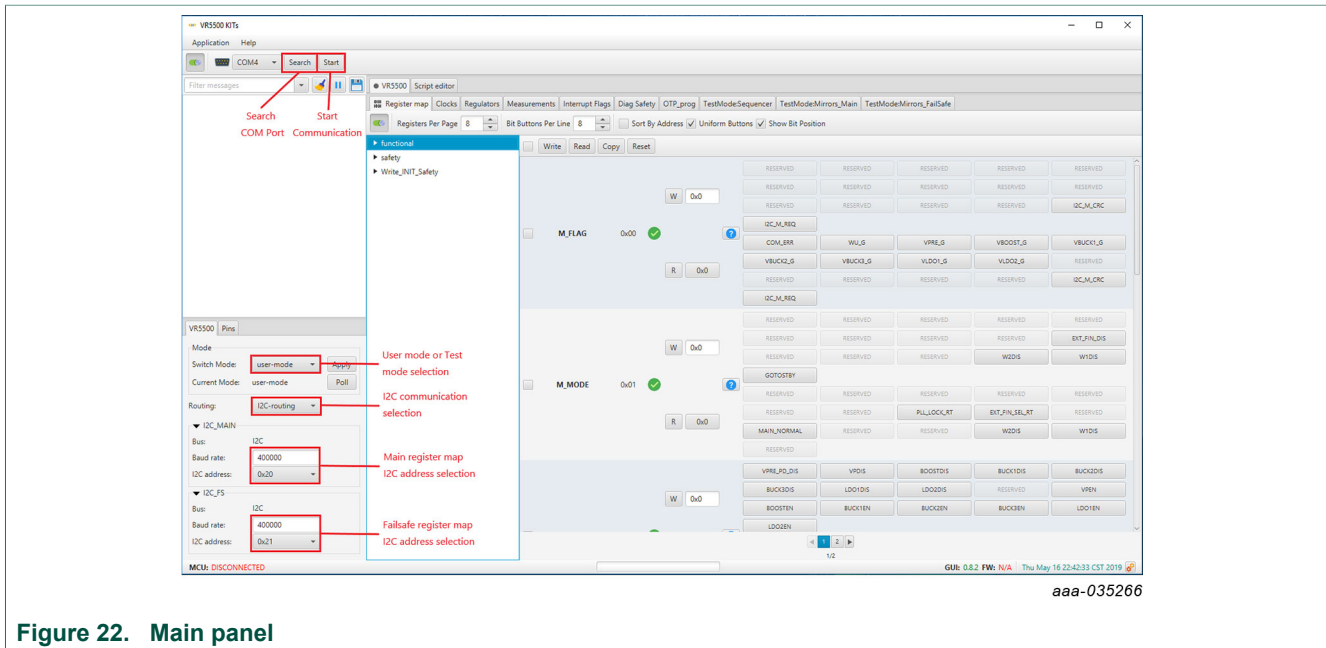 VR5500 KITs
Application Help
COM4 Search Start
Filter messages
Search
COM Port
Start
Communication
VR5500 Script editor
Register map Clocks Regulators Measurements Interrupt Flags Diag Safety OTP_prog TestMode:Sequencer TestMode:Mirrors_Main TestMode:Mirrors_FailSafe
Registers Per Page 8 Bit Buttons Per Line 8 Sort By Address Uniform Buttons Show Bit Position
functional
safety
Write_INIT_Safety
Write Read Copy Reset
RESERVED RESERVED RESERVED RESERVED RESERVED
RESERVED RESERVED RESERVED RESERVED RESERVED
W 0x0
RESERVED RESERVED RESERVED RESERVED I2C_M_CRC
I2C_M_REQ
M_FLAG 0x00 ?
COM_ERR WU_G VPRE_G VBOOST_G VBUCK1_G
VBUCK2_G VBUCK3_G VLDO1_G VLDO2_G RESERVED
R 0x0
RESERVED RESERVED RESERVED RESERVED I2C_M_CRC
I2C_M_REQ
RESERVED RESERVED RESERVED RESERVED RESERVED
RESERVED RESERVED RESERVED RESERVED EXT_FIN_DIS
W 0x0
RESERVED RESERVED RESERVED W2DIS W1DIS
GOTOSTBY
M_MODE 0x01 ?
RESERVED RESERVED RESERVED RESERVED RESERVED
RESERVED RESERVED PLL_LOCK_RT EXT_FIN_SEL_RT RESERVED
R 0x0
MAIN_NORMAL RESERVED RESERVED W2DIS W1DIS
RESERVED
VPRE_PD_DIS VPDIS BOOSTDIS BUCK1DIS BUCK2DIS
BUCK3DIS LDO1DIS LDO2DIS RESERVED VPEN
W 0x0
BOOSTEN BUCK1EN BUCK2EN BUCK3EN LDO1EN
LDO2EN
1 2
1/2
VR5500 Pins
Mode
Switch Mode: user-mode Apply
Current Mode: user-mode Poll
Routing: I2C-routing
I2C_MAIN
Bus: I2C
Baud rate: 400000
I2C address: 0x20
I2C_FS
Bus: I2C
Baud rate: 400000
I2C address: 0x21
User mode or Test
mode selection
I2C communication
selection
Main register map
I2C address selection
Failsafe register map
I2C address selection
MCU: DISCONNECTED
GUI: 0.8.2 FW: N/A Thu May 16 22:42:33 CST 2019
aaa-035266
Figure 22. Main panel